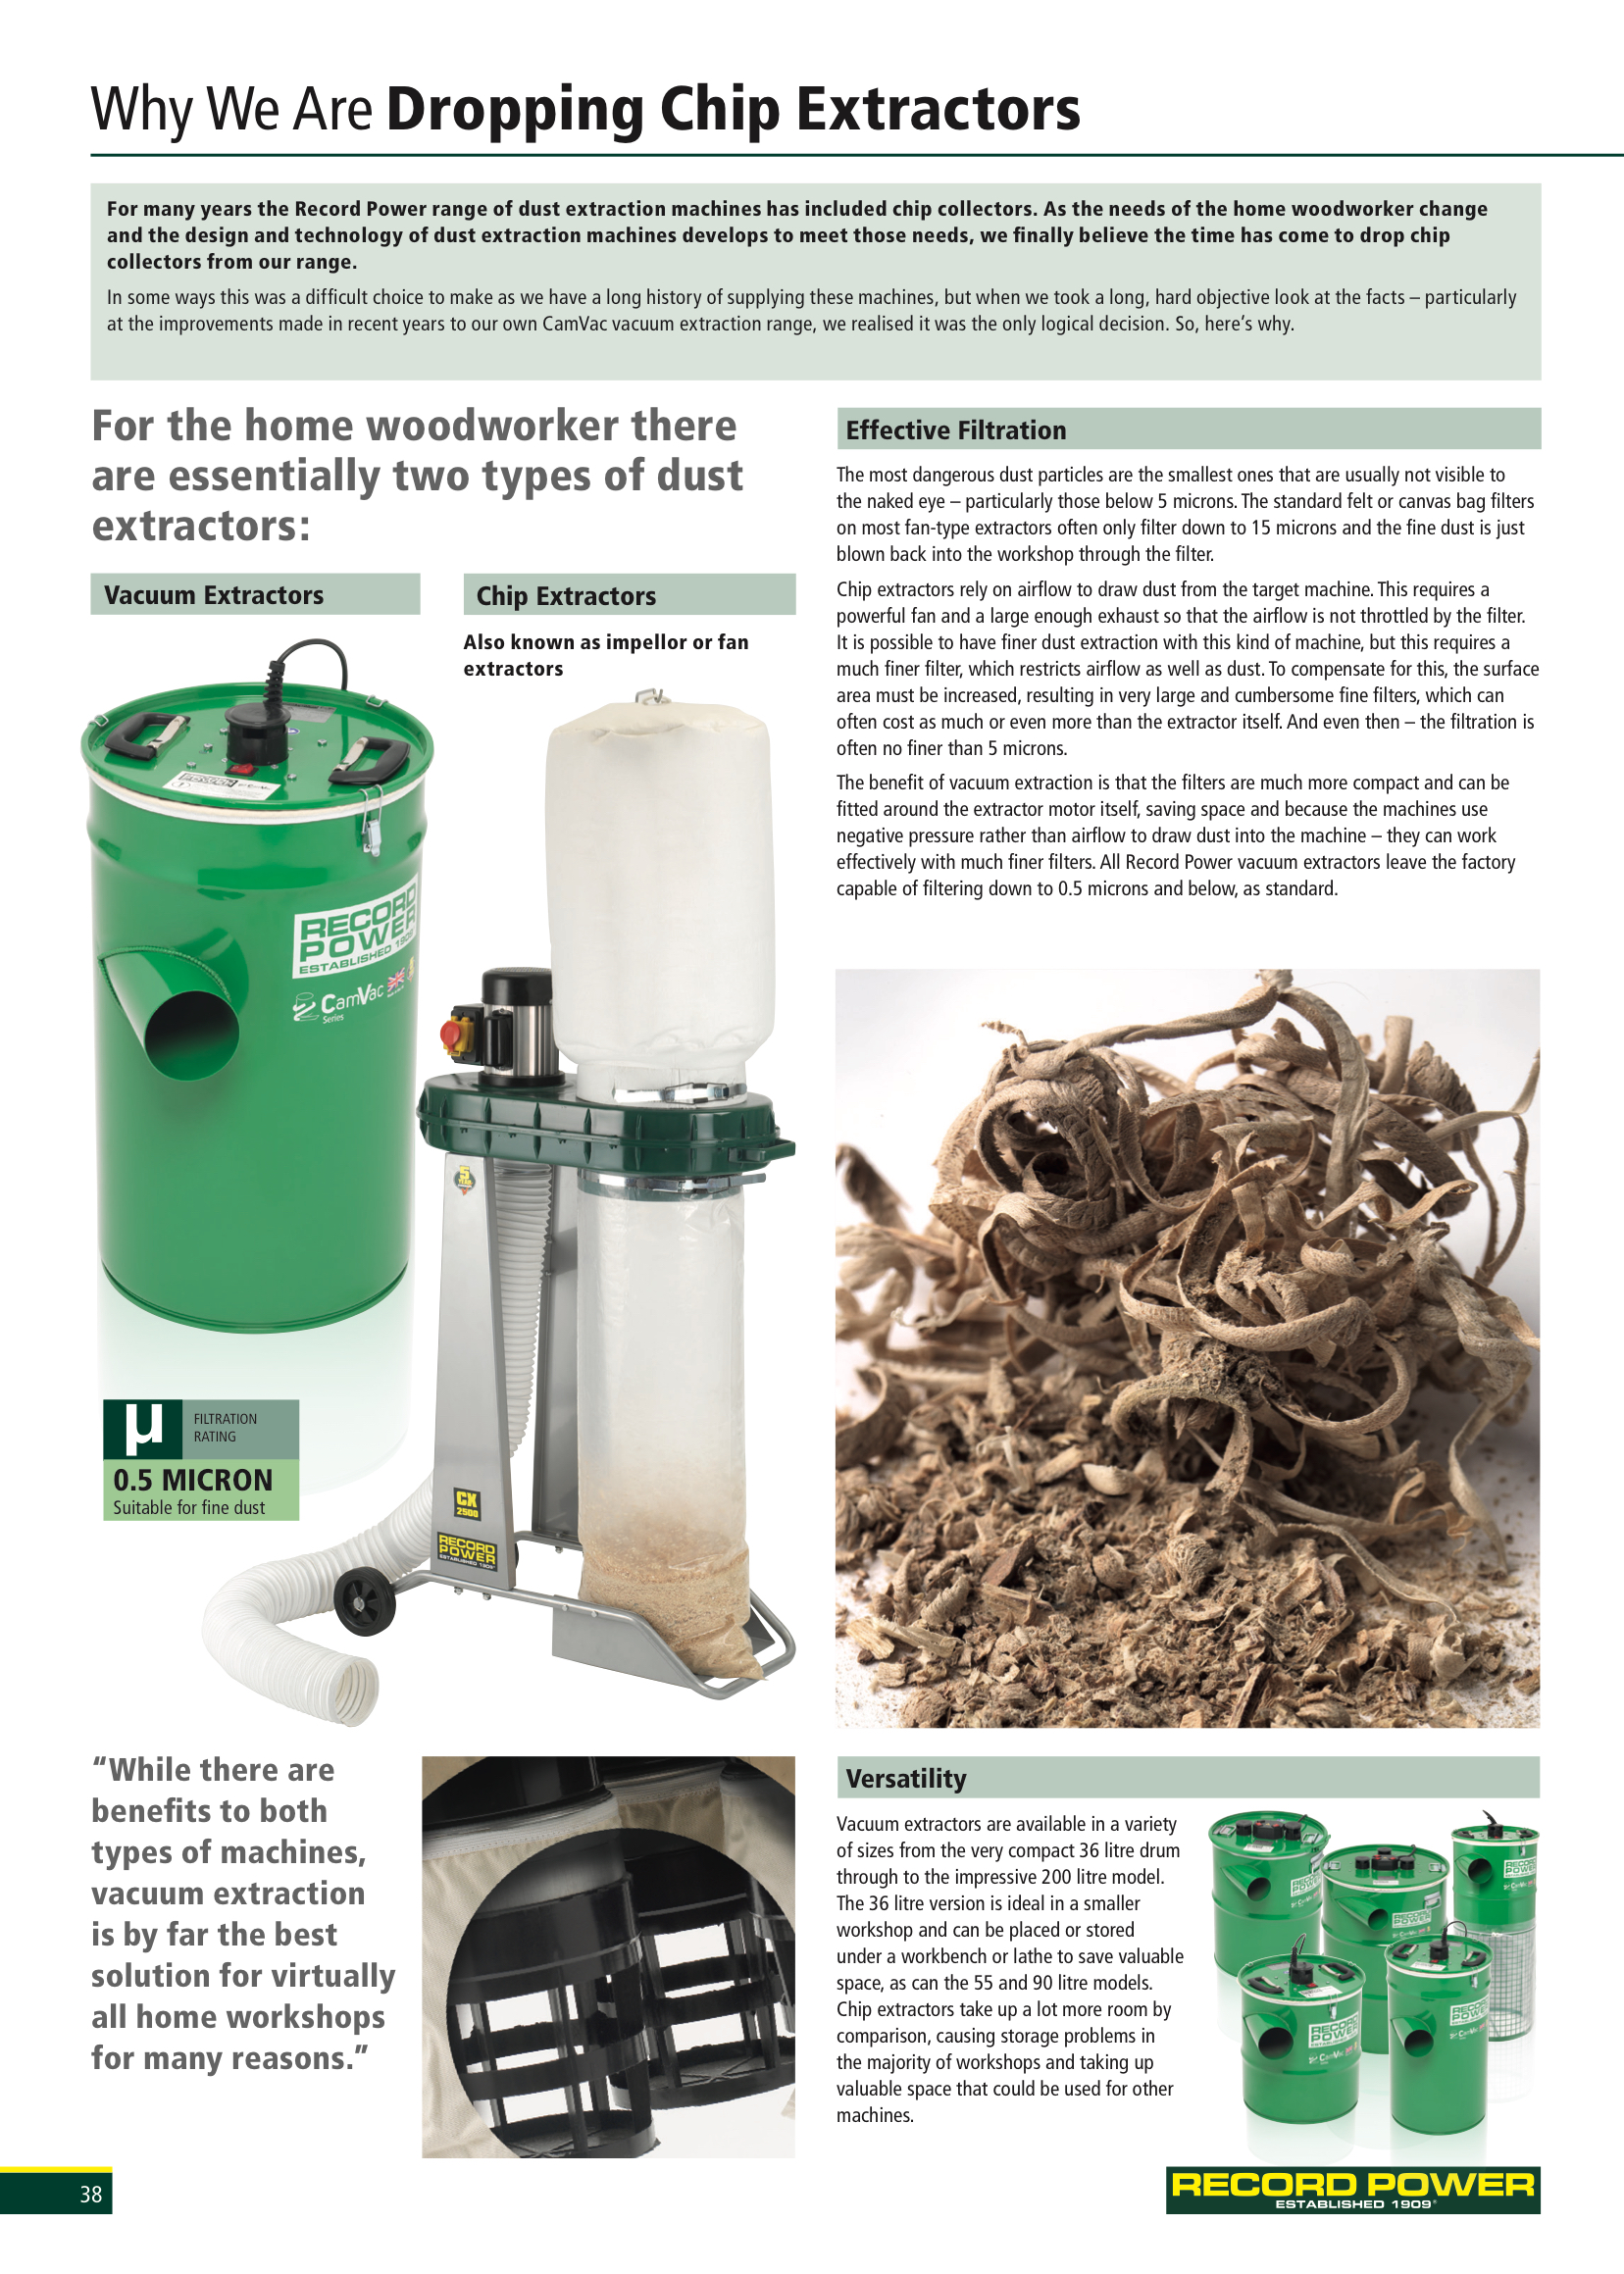 Why We Are Dropping Chip Extractors
For many years the Record Power range of dust extraction machines has included chip collectors. As the needs of the home woodworker change
and the design and technology of dust extraction machines develops to meet those needs, we finally believe the time has come to drop chip
collectors from our range.
In some ways this was a difficult choice to make as we have a long history of supplying these machines, but when we took a long, hard objective look at the facts – particularly
at the improvements made in recent years to our own CamVac vacuum extraction range, we realised it was the only logical decision. So, here's why.
For the home woodworker there
are essentially two types of dust
extractors:
Vacuum Extractors
RECORD
POWER
ESTABLISHED 1909
CamVac
Series
µ
FILTRATION
RATING
0.5 MICRON
Suitable for fine dust
Chip Extractors
Also known as impellor or fan
extractors
5
YEAR
CX
2500
RECORD
POWER
ESTABLISHED 1909
"While there are
benefits to both
types of machines,
vacuum extraction
is by far the best
solution for virtually
all home workshops
for many reasons."
Effective Filtration
The most dangerous dust particles are the smallest ones that are usually not visible to
the naked eye – particularly those below 5 microns. The standard felt or canvas bag filters
on most fan-type extractors often only filter down to 15 microns and the fine dust is just
blown back into the workshop through the filter.
Chip extractors rely on airflow to draw dust from the target machine. This requires a
powerful fan and a large enough exhaust so that the airflow is not throttled by the filter.
It is possible to have finer dust extraction with this kind of machine, but this requires a
much finer filter, which restricts airflow as well as dust. To compensate for this, the surface
area must be increased, resulting in very large and cumbersome fine filters, which can
often cost as much or even more than the extractor itself. And even then – the filtration is
often no finer than 5 microns.
The benefit of vacuum extraction is that the filters are much more compact and can be
fitted around the extractor motor itself, saving space and because the machines use
negative pressure rather than airflow to draw dust into the machine – they can work
effectively with much finer filters. All Record Power vacuum extractors leave the factory
capable of filtering down to 0.5 microns and below, as standard.
Versatility
Vacuum extractors are available in a variety
of sizes from the very compact 36 litre drum
through to the impressive 200 litre model.
The 36 litre version is ideal in a smaller
workshop and can be placed or stored
under a workbench or lathe to save valuable
space, as can the 55 and 90 litre models.
Chip extractors take up a lot more room by
comparison, causing storage problems in
the majority of workshops and taking up
valuable space that could be used for other
machines.
38
RECORD POWER
ESTABLISHED 1909